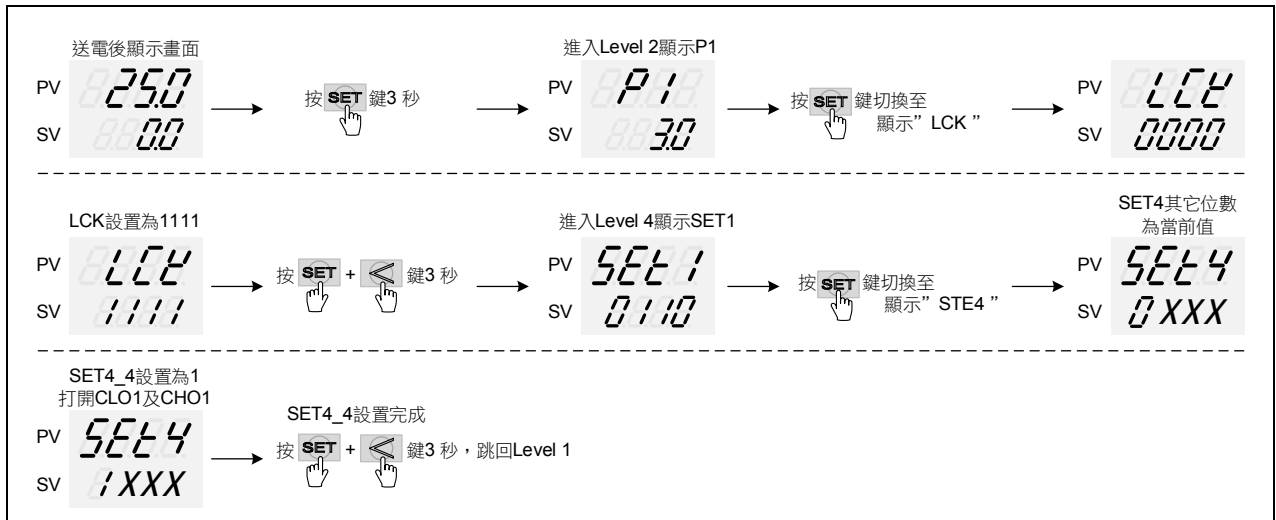 送電後顯示畫面
PV 25.0
SV 0.0
按 SET 鍵3 秒
進入Level 2顯示P1
PV P1
SV 3.0
按 SET 鍵切換至
顯示” LCK ”
PV LCK
SV 0000
LCK設置為1111
PV LCK
SV 1111
按 SET + < 鍵3 秒
進入Level 4顯示SET1
PV SEt1
SV 0110
按 SET 鍵切換至
顯示” STE4 ”
SET4其它位數
為當前值
PV SEt4
SV 0XXX
SET4_4設置為1
打開CLO1及CHO1
PV SEt4
SV 1XXX
SET4_4設置完成
按 SET + < 鍵3 秒，跳回Level 1